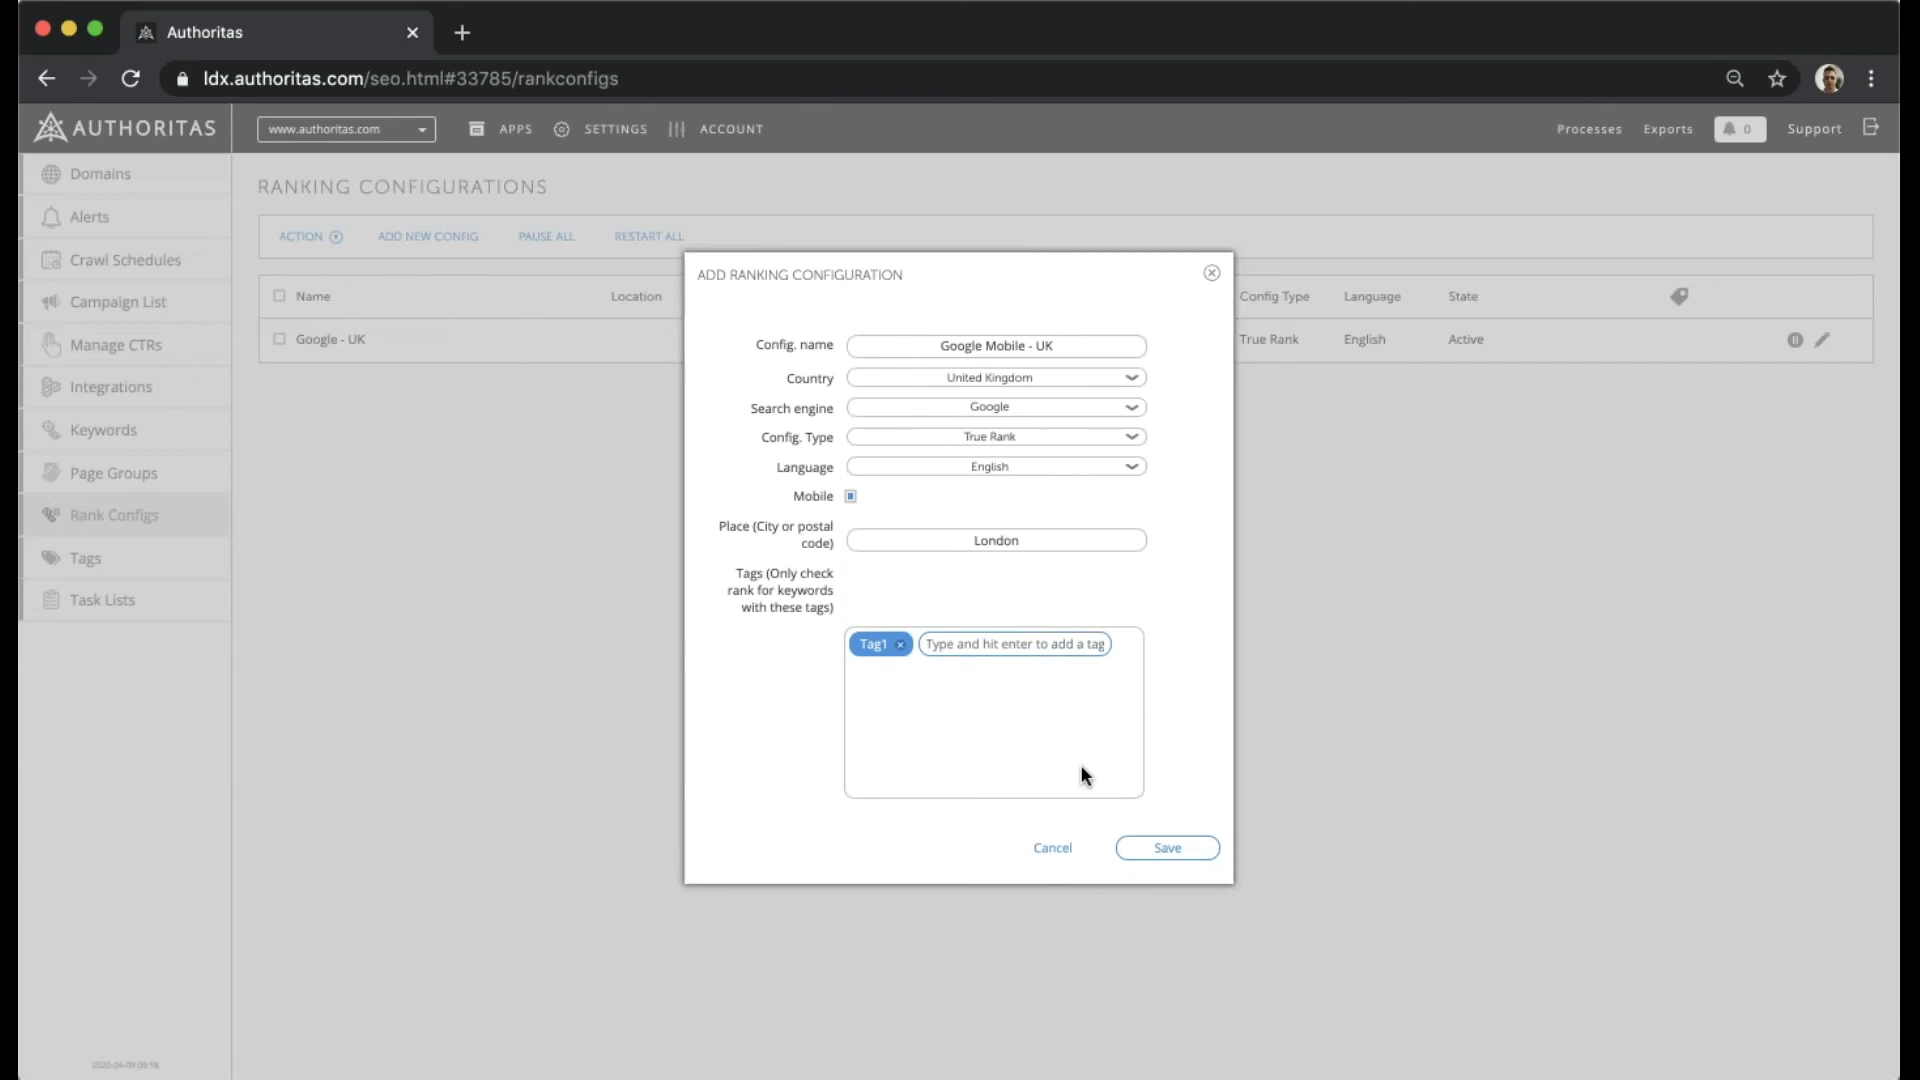 Authoritas
ldx.authoritas.com/seo.html#33785/rankconfigs
AUTHORITAS
www.authoritas.com
APPS
SETTINGS
ACCOUNT
Processes
Exports
0
Support
Domains
Alerts
Crawl Schedules
Campaign List
Manage CTRs
Integrations
Keywords
Page Groups
Rank Configs
Tags
Task Lists
2020-04-09 09:16
RANKING CONFIGURATIONS
ACTION
ADD NEW CONFIG
PAUSE ALL
RESTART ALL
Name
Location
Config Type
Language
State
Google - UK
True Rank
English
Active
ADD RANKING CONFIGURATION
Config. name
Google Mobile - UK
Country
United Kingdom
Search engine
Google
Config. Type
True Rank
Language
English
Mobile
Place (City or postal
code)
London
Tags (Only check
rank for keywords
with these tags)
Tag1
Type and hit enter to add a tag
Cancel
Save